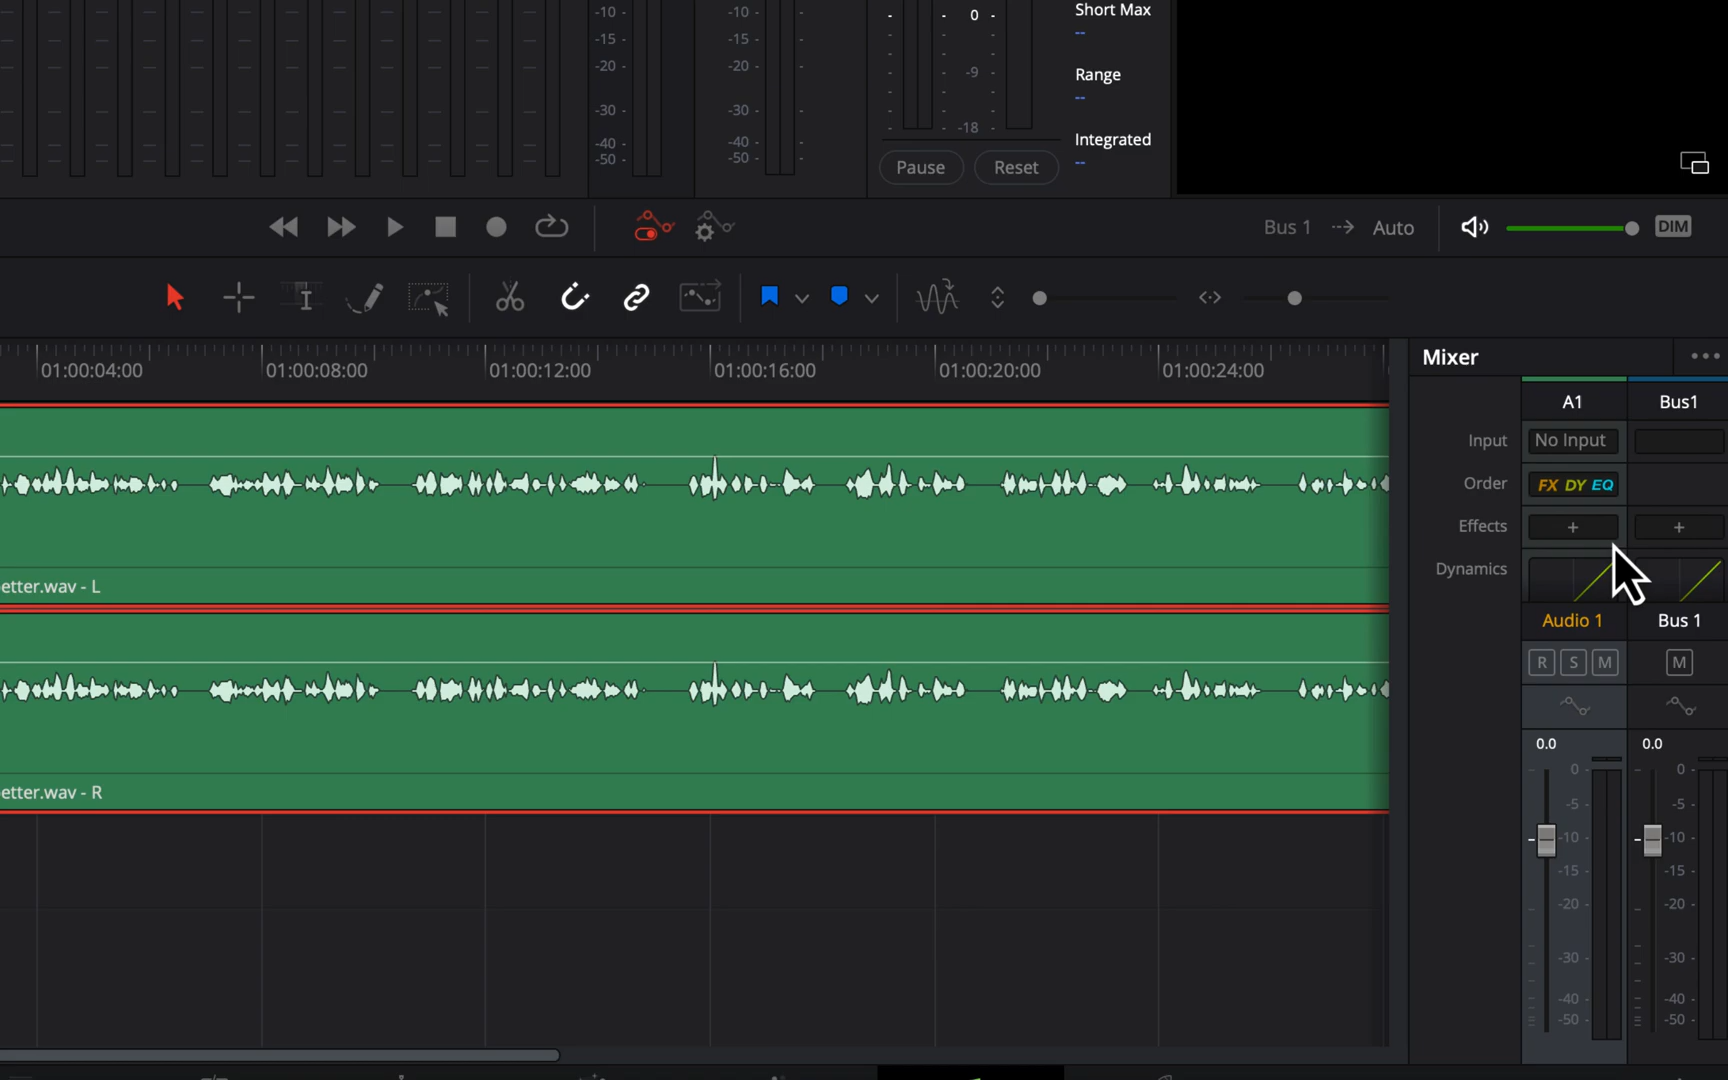 -10 -
-10 -
-15 -
-15 -
-20 -
-20 -
-30 -
-30 -
-40 -
-50 -
-40 -
-50 -
0
-9
-18
Short Max
--
Range
--
Integrated
--
Pause
Reset
Bus 1
Auto
DIM
01:00:04:00
01:00:08:00
01:00:12:00
01:00:16:00
01:00:20:00
01:00:24:00
Mixer
A1
Bus1
Input
No Input
Order
FX DY EQ
Effects
+
+
Dynamics
etter.wav - L
Audio 1
Bus 1
R S M
M
etter.wav - R
0.0
0.0
0 -
0 -
-5 -
-5 -
-10 -
-10 -
-15 -
-15 -
-20 -
-20 -
-30 -
-30 -
-40 -
-40 -
-50 -
-50 -